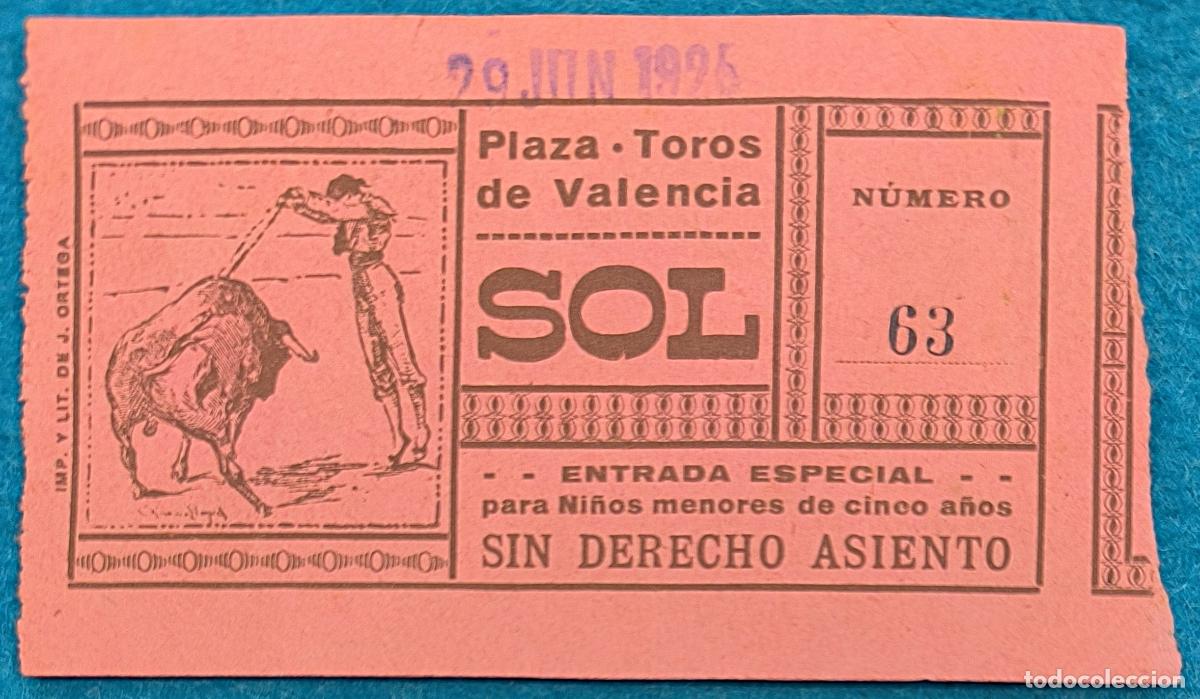 29 JUN 1926
Plaza · Toros
de Valencia
SOL
NÚMERO
63
- - ENTRADA ESPECIAL - -
para Niños menores de cinco años
SIN DERECHO ASIENTO
IMP. Y LIT. DE J. ORTEGA
todocoleccion